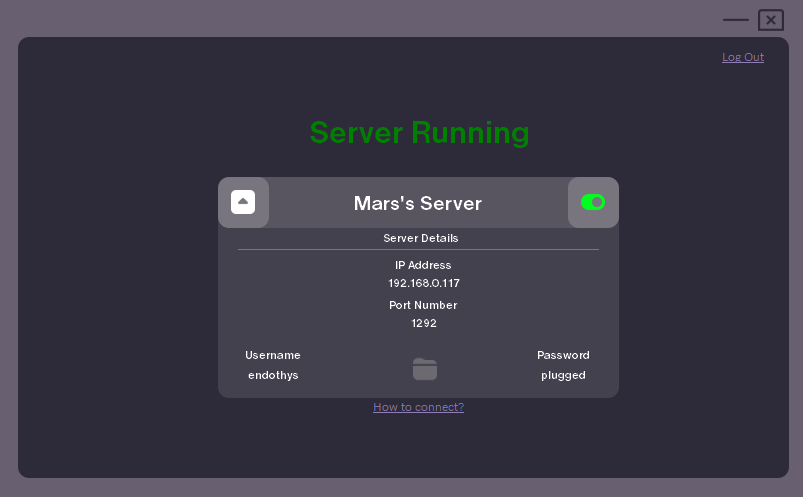 Log Out
Server Running
Mars's Server
Server Details
IP Address
192.168.0.117
Port Number
1292
Username
endothys
Password
plugged
How to connect?